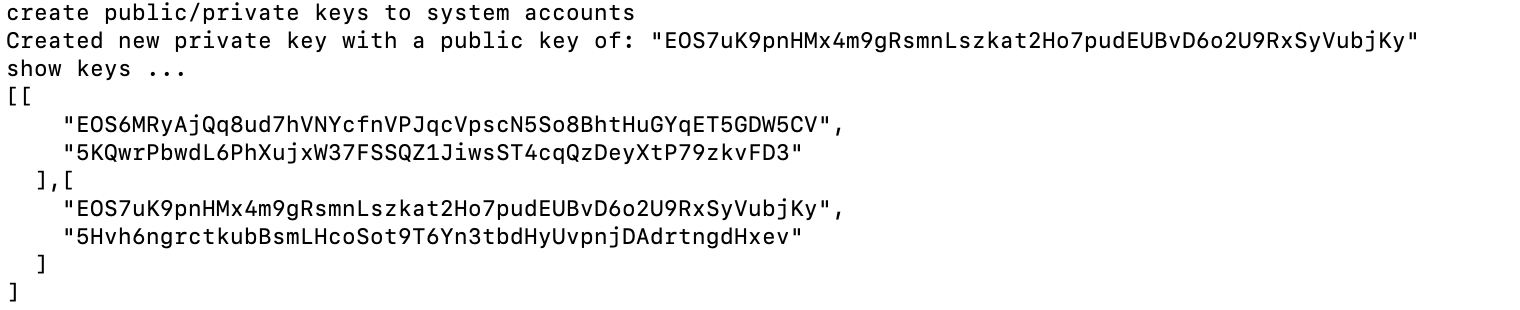 create public/private keys to system accounts
Created new private key with a public key of: "EOS7uK9pnHMx4m9gRsmnLszkat2Ho7pudEUBvD6o2U9RxSyVubjKy"
show keys ...
[[
    "EOS6MRyAjQq8ud7hVNYcfnVPJqcVpscN5So8BhtHuGYqET5GDW5CV",
    "5KQwrPbwdL6PhXujxW37FSSQZ1JiwsST4cqQzDeyXtP79zkvFD3"
  ],[
    "EOS7uK9pnHMx4m9gRsmnLszkat2Ho7pudEUBvD6o2U9RxSyVubjKy",
    "5Hvh6ngrctkubBsmLHcoSot9T6Yn3tbdHyUvpnjDAdrtngdHxev"
  ]
]